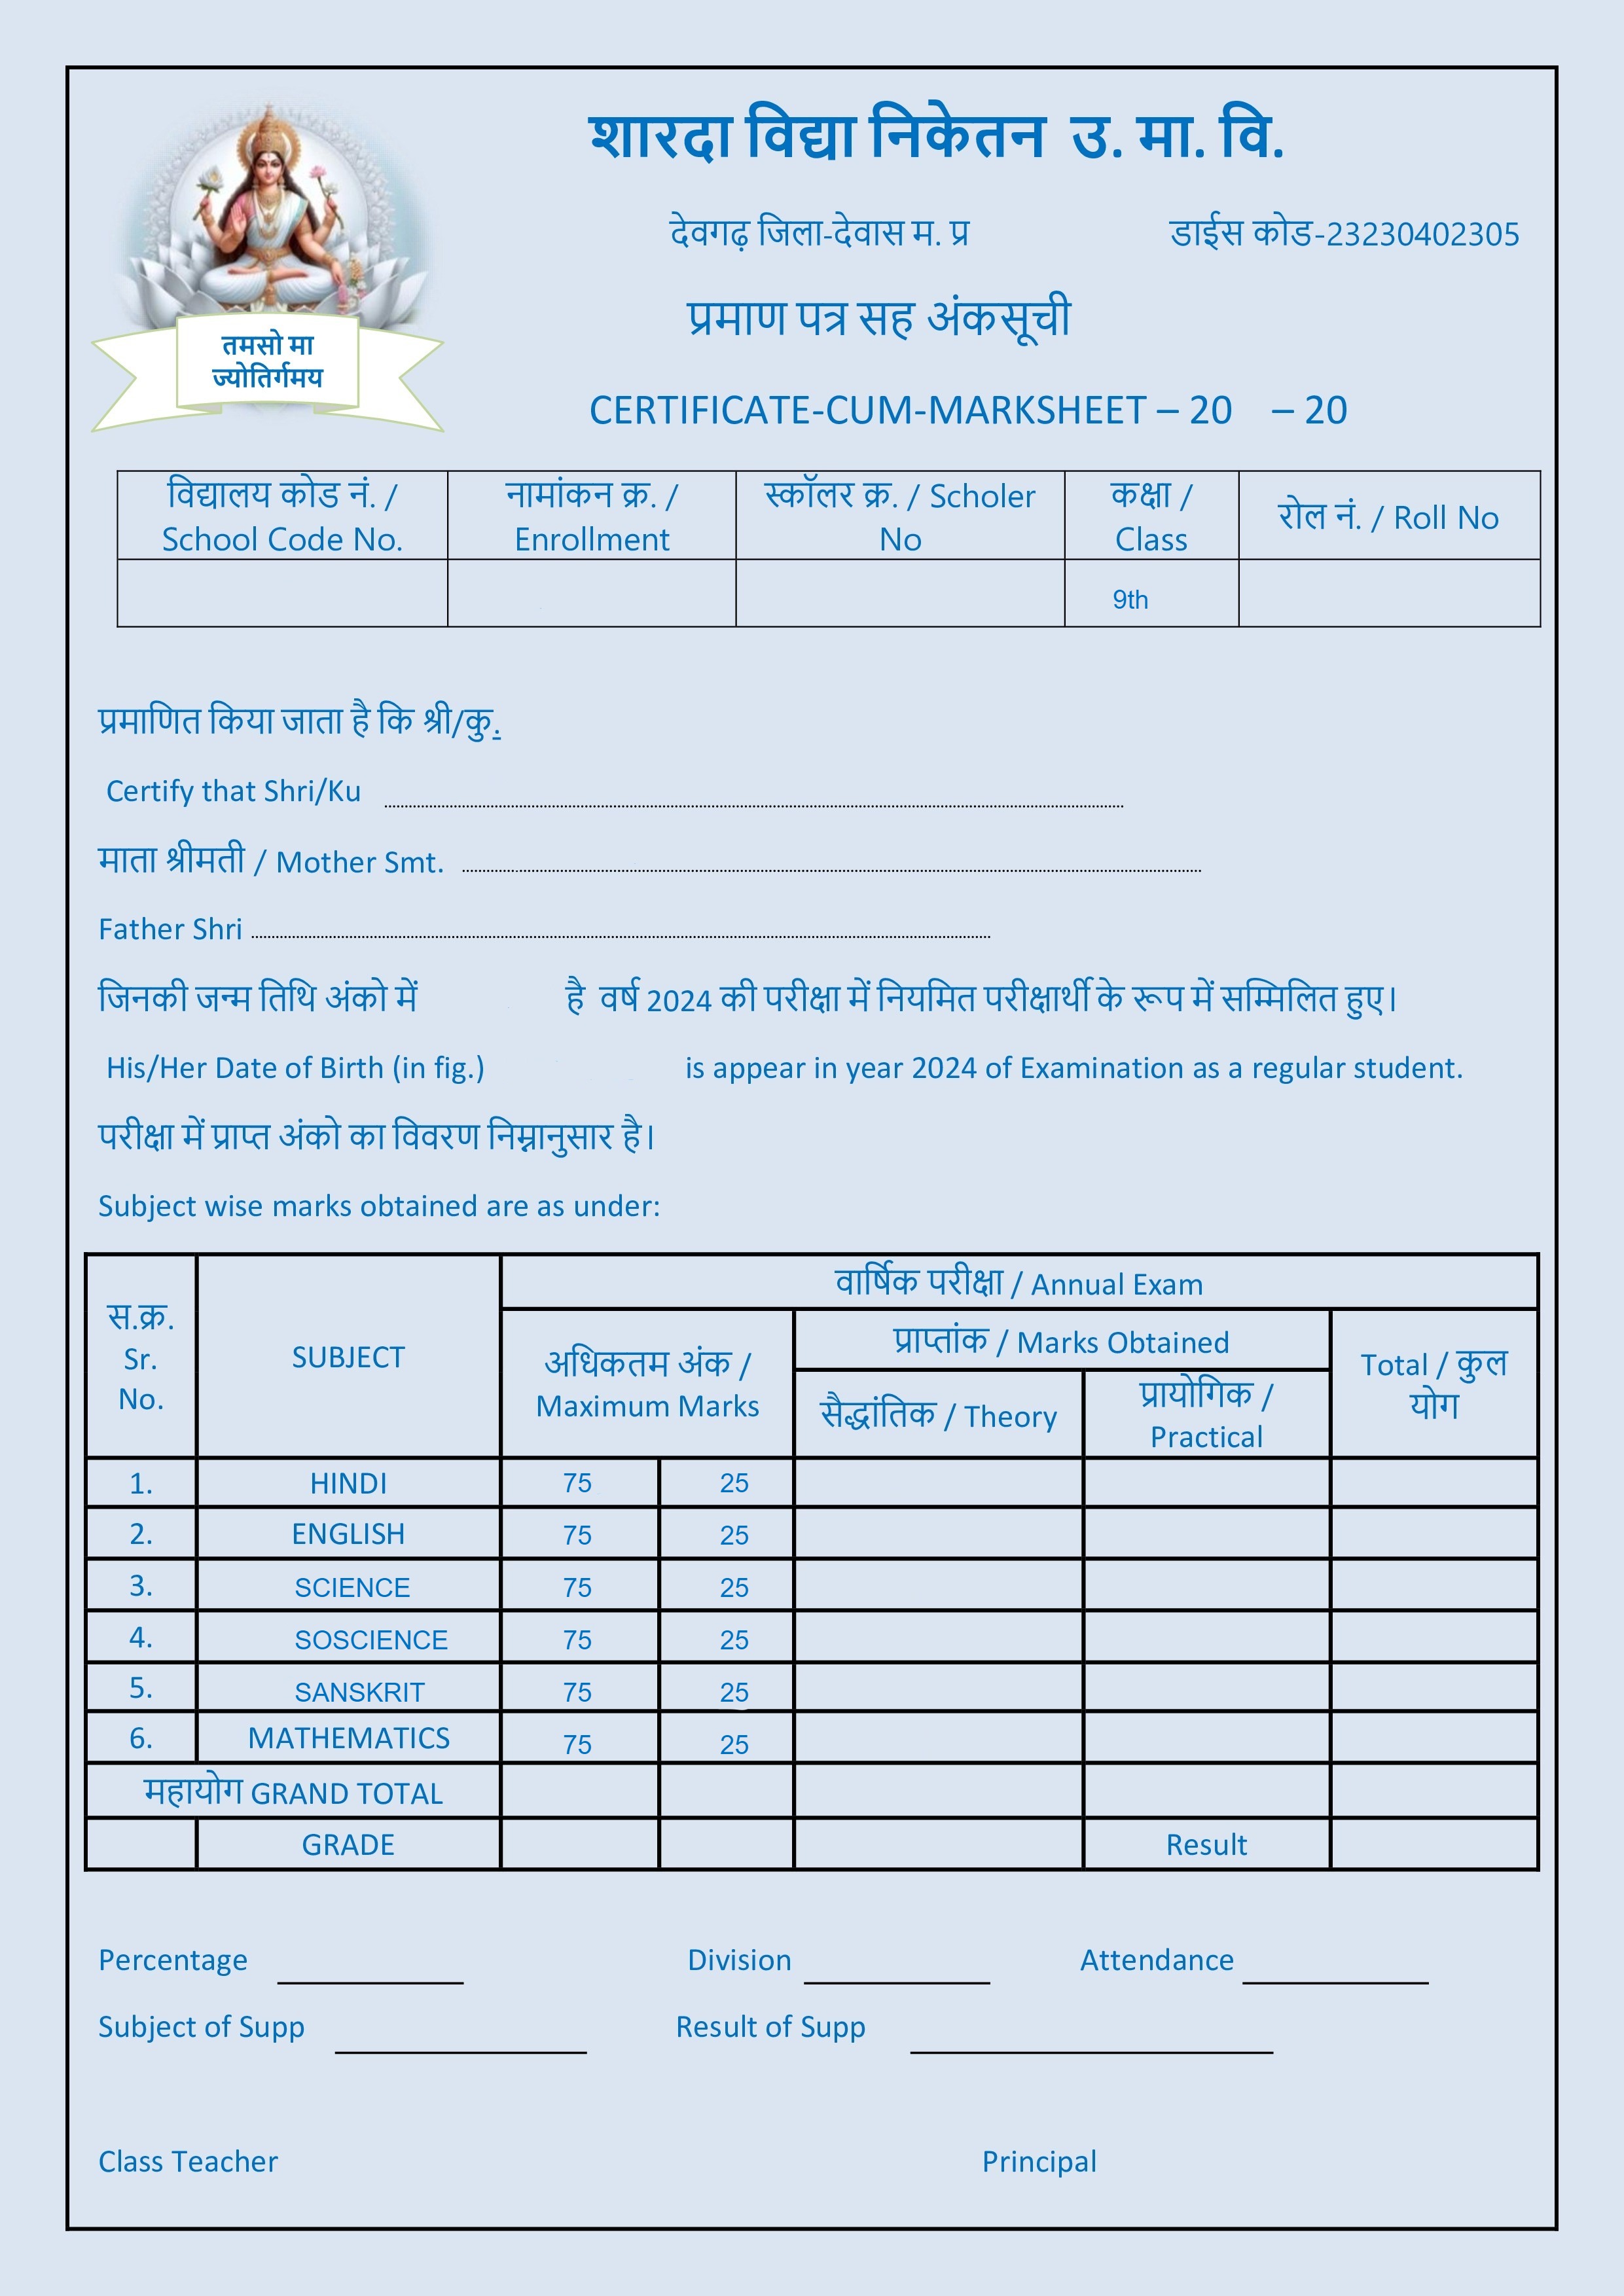 शारदा विद्या निकेतन उ. मा. वि.
देवगढ़ जिला-देवास म. प्र डाईस कोड-23230402305
प्रमाण पत्र सह अंकसूची
तमसो मा
ज्योतिर्गमय
CERTIFICATE-CUM-MARKSHEET – 20 – 20
विद्यालय कोड नं. / School Code No.
नामांकन क्र. / Enrollment
स्कॉलर क्र. / Scholer No
कक्षा / Class
रोल नं. / Roll No
9th
प्रमाणित किया जाता है कि श्री/कु.
Certify that Shri/Ku
माता श्रीमती / Mother Smt.
Father Shri
जिनकी जन्म तिथि अंको में है वर्ष 2024 की परीक्षा में नियमित परीक्षार्थी के रूप में सम्मिलित हुए।
His/Her Date of Birth (in fig.) is appear in year 2024 of Examination as a regular student.
परीक्षा में प्राप्त अंको का विवरण निम्नानुसार है।
Subject wise marks obtained are as under:
स.क्र. Sr. No.
SUBJECT
वार्षिक परीक्षा / Annual Exam
अधिकतम अंक / Maximum Marks
प्राप्तांक / Marks Obtained
सैद्धांतिक / Theory
प्रायोगिक / Practical
Total / कुल योग
1. HINDI 75 25
2. ENGLISH 75 25
3. SCIENCE 75 25
4. SOSCIENCE 75 25
5. SANSKRIT 75 25
6. MATHEMATICS 75 25
महायोग GRAND TOTAL
GRADE Result
Percentage Division Attendance
Subject of Supp Result of Supp
Class Teacher Principal